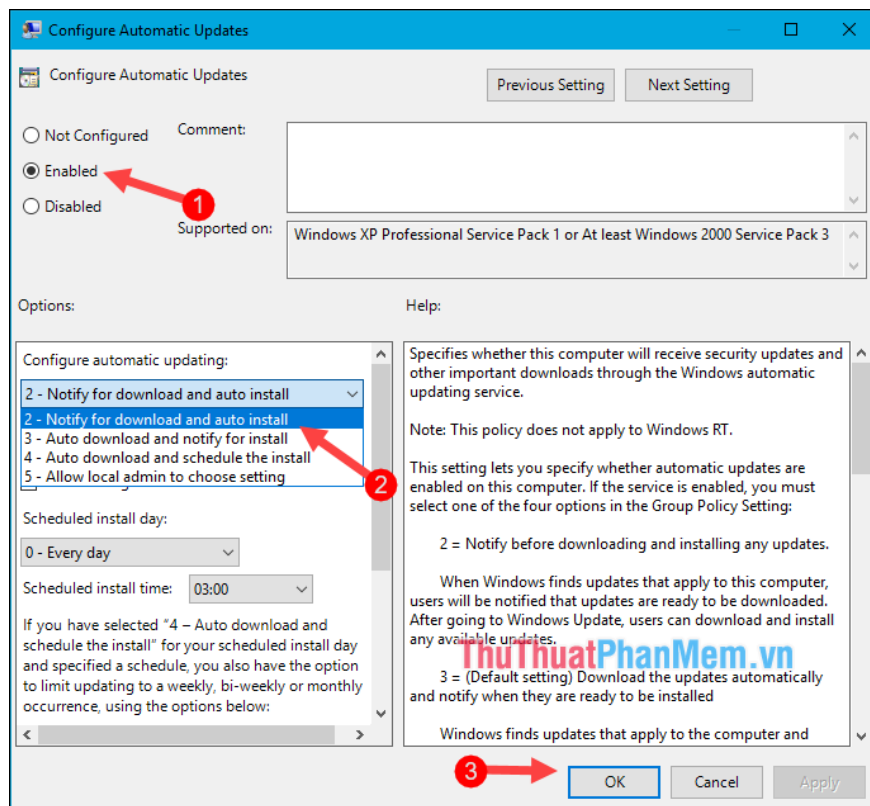 Configure Automatic Updates
Configure Automatic Updates
Previous Setting
Next Setting
Not Configured
Comment:
Enabled
1
Disabled
Supported on:
Windows XP Professional Service Pack 1 or At least Windows 2000 Service Pack 3
Options:
Help:
Configure automatic updating:
2 - Notify for download and auto install
2 - Notify for download and auto install
3 - Auto download and notify for install
4 - Auto download and schedule the install
5 - Allow local admin to choose setting
2
Scheduled install day:
0 - Every day
Scheduled install time:
03:00
If you have selected “4 – Auto download and
schedule the install” for your scheduled install day
and specified a schedule, you also have the option
to limit updating to a weekly, bi-weekly or monthly
occurrence, using the options below:
Specifies whether this computer will receive security updates and
other important downloads through the Windows automatic
updating service.
Note: This policy does not apply to Windows RT.
This setting lets you specify whether automatic updates are
enabled on this computer. If the service is enabled, you must
select one of the four options in the Group Policy Setting:
2 = Notify before downloading and installing any updates.
When Windows finds updates that apply to this computer,
users will be notified that updates are ready to be downloaded.
After going to Windows Update, users can download and install
any available updates.
ThuThuatPhanMem.vn
3 = (Default setting) Download the updates automatically
and notify when they are ready to be installed
Windows finds updates that apply to the computer and
3
OK
Cancel
Apply